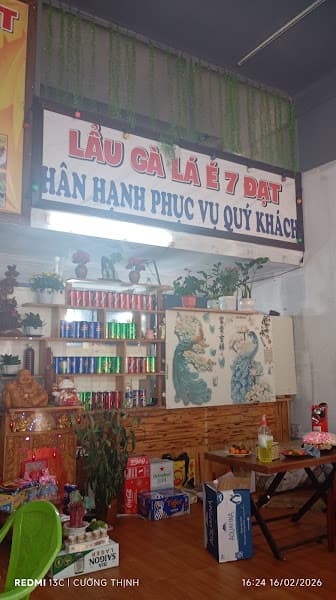 LẨU GÀ LÁ É 7 ĐẠT
HÂN HẠNH PHỤC VỤ QUÝ KHÁCH
AQUAFINA
SAIGON
REDMI 13C | CƯỜNG THỊNH
16:24 16/02/2026